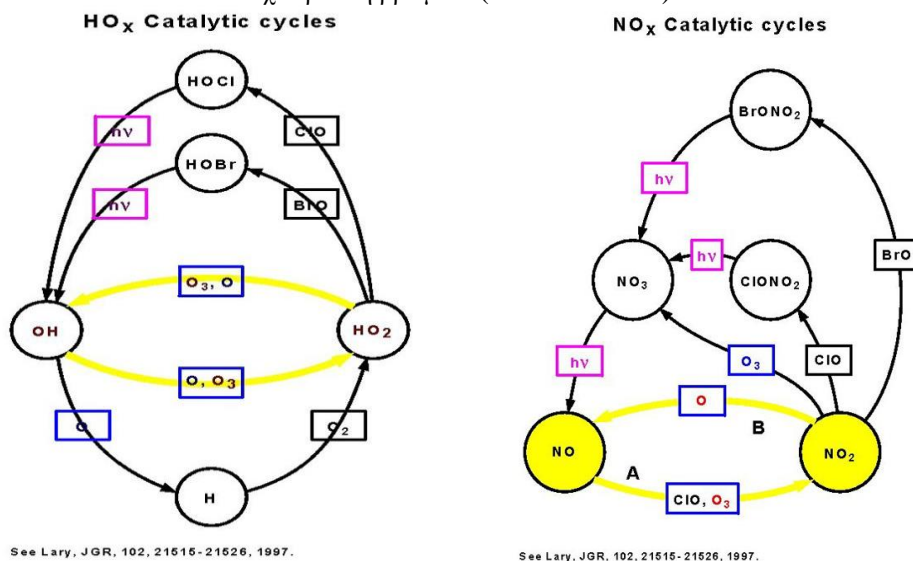 HOₓ Catalytic cycles
HOCl
hν
ClO
HOBr
hν
BrO
O₃, O
OH
HO₂
O, O₃
O
O₂
H
See Lary, JGR, 102, 21515-21526, 1997.
NOₓ Catalytic cycles
BrONO₂
hν
BrO
hν
NO₃
ClONO₂
O₃
ClO
hν
O
B
NO
NO₂
A
ClO, O₃
See Lary, JGR, 102, 21515-21526, 1997.